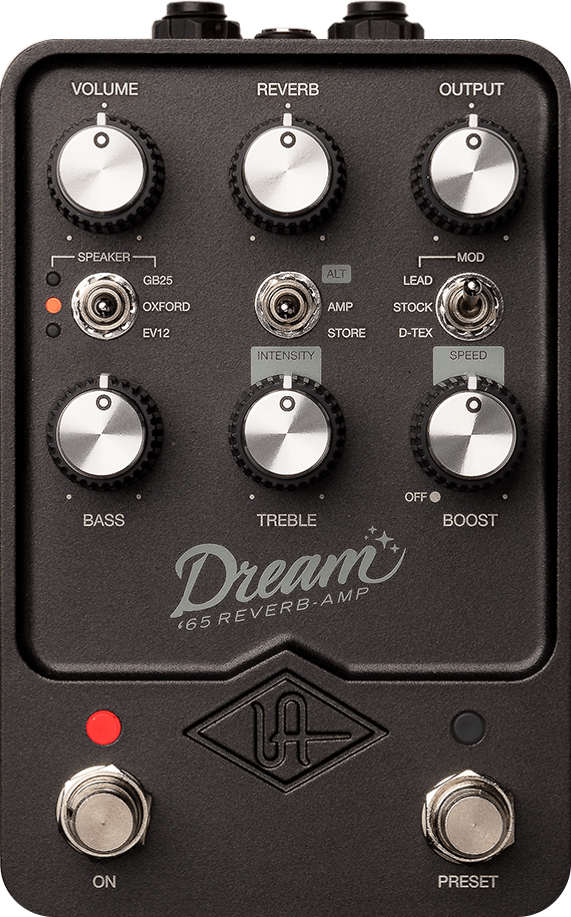 VOLUME
REVERB
OUTPUT
SPEAKER
MOD
GB25
ALT
LEAD
OXFORD
AMP
STOCK
EV12
STORE
D-TEX
INTENSITY
SPEED
OFF
BASS
TREBLE
BOOST
Dream
'65 REVERB-AMP
UA
ON
PRESET